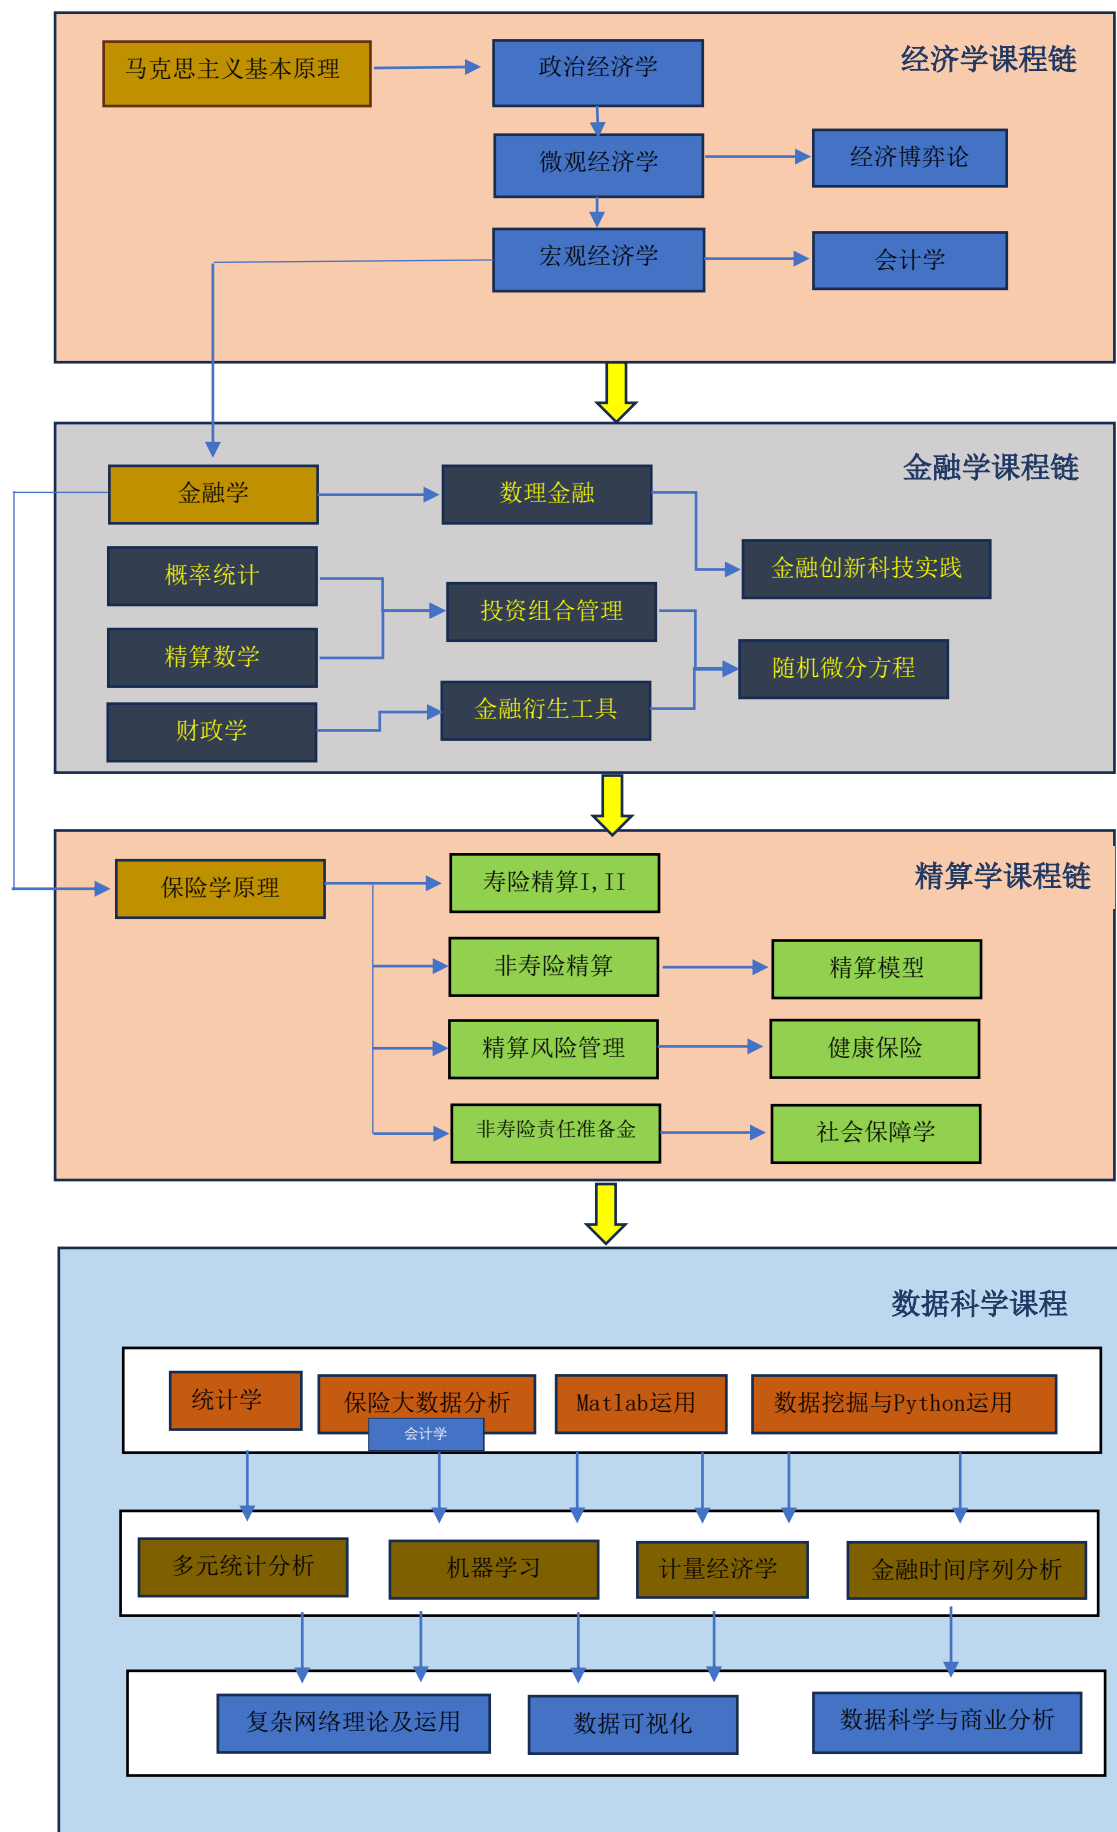 经济学课程链
马克思主义基本原理
政治经济学
微观经济学
经济博弈论
宏观经济学
会计学
金融学课程链
金融学
数理金融
概率统计
金融创新科技实践
投资组合管理
精算数学
随机微分方程
财政学
金融衍生工具
精算学课程链
保险学原理
寿险精算I,II
非寿险精算
精算模型
精算风险管理
健康保险
非寿险责任准备金
社会保障学
数据科学课程
统计学
保险大数据分析
Matlab运用
数据挖掘与Python运用
会计学
多元统计分析
机器学习
计量经济学
金融时间序列分析
复杂网络理论及运用
数据可视化
数据科学与商业分析